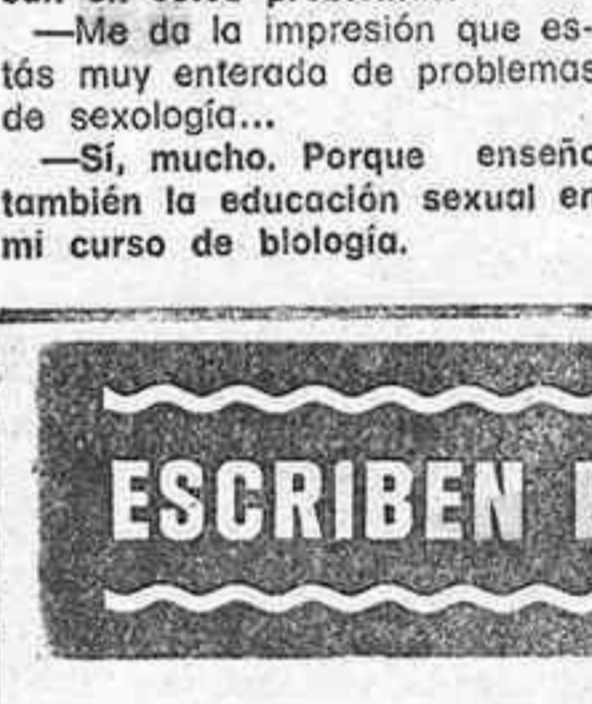 —Me da la impresión que es-
tás muy enterada de problemas
de sexología...
—Sí, mucho. Porque enseño
también la educación sexual en
mi curso de biología.
ESCRIBEN